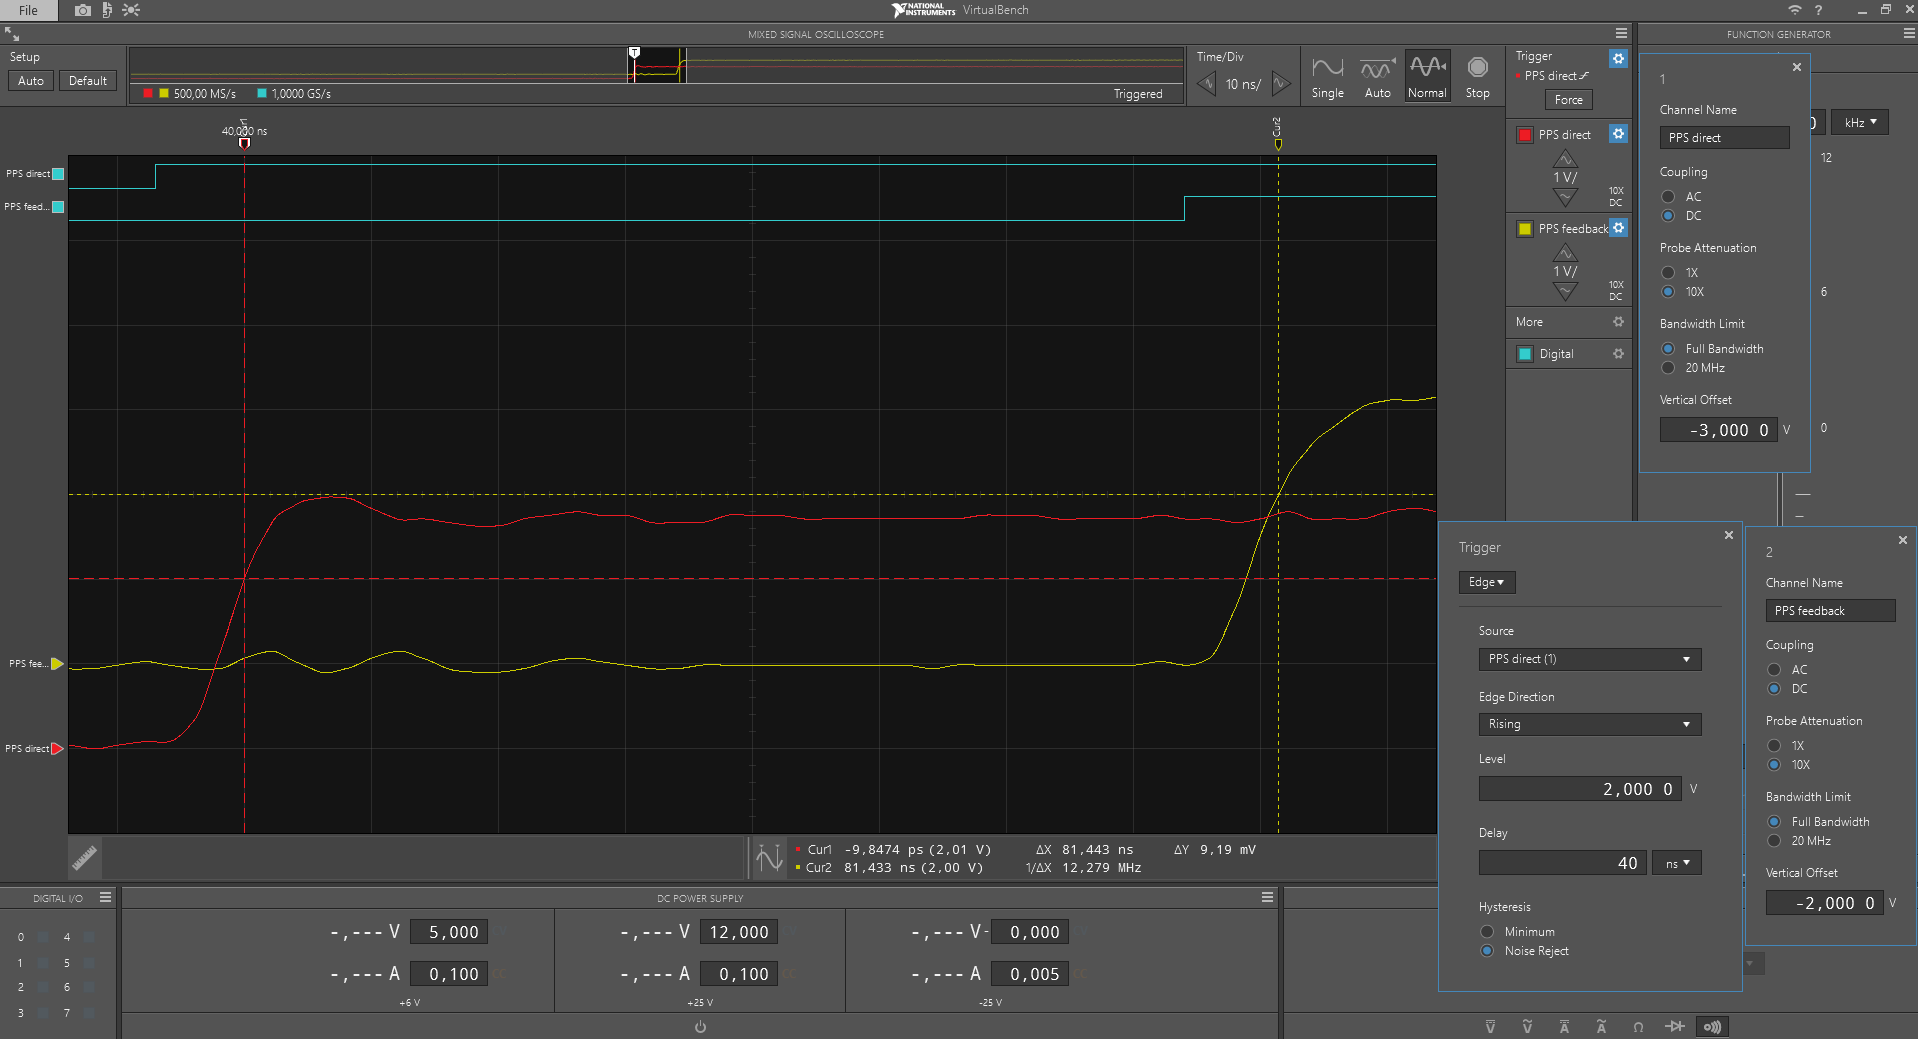 File
NATIONAL INSTRUMENTS VirtualBench
?
MIXED SIGNAL OSCILLOSCOPE
FUNCTION GENERATOR
Setup
Auto
Default
T
500,00 MS/s
1,0000 GS/s
Triggered
Time/Div
10 ns/
Single
Auto
Normal
Stop
Trigger
PPS direct
Force
40,000 ns
Cur1
Cur2
PPS direct
PPS feed...
PPS fee...
PPS direct
PPS direct
1 V/
10X
DC
PPS feedback
1 V/
10X
DC
More
Digital
1
Channel Name
PPS direct
Coupling
AC
DC
Probe Attenuation
1X
10X
Bandwidth Limit
Full Bandwidth
20 MHz
Vertical Offset
-3,000 0 V
kHz
12
6
0
Trigger
Edge
Source
PPS direct (1)
Edge Direction
Rising
Level
2,000 0 V
Delay
40 ns
Hysteresis
Minimum
Noise Reject
2
Channel Name
PPS feedback
Coupling
AC
DC
Probe Attenuation
1X
10X
Bandwidth Limit
Full Bandwidth
20 MHz
Vertical Offset
-2,000 0 V
Cur1 -9,8474 ps (2,01 V) ΔX 81,443 ns ΔY 9,19 mV
Cur2 81,433 ns (2,00 V) 1/ΔX 12,279 MHz
DIGITAL I/O
0 4
1 5
2 6
3 7
DC POWER SUPPLY
-,--- V 5,000
-,--- A 0,100
+6 V
-,--- V 12,000
-,--- A 0,100
+25 V
-,--- V - 0,000
-,--- A 0,005
-25 V
V V A A Ω